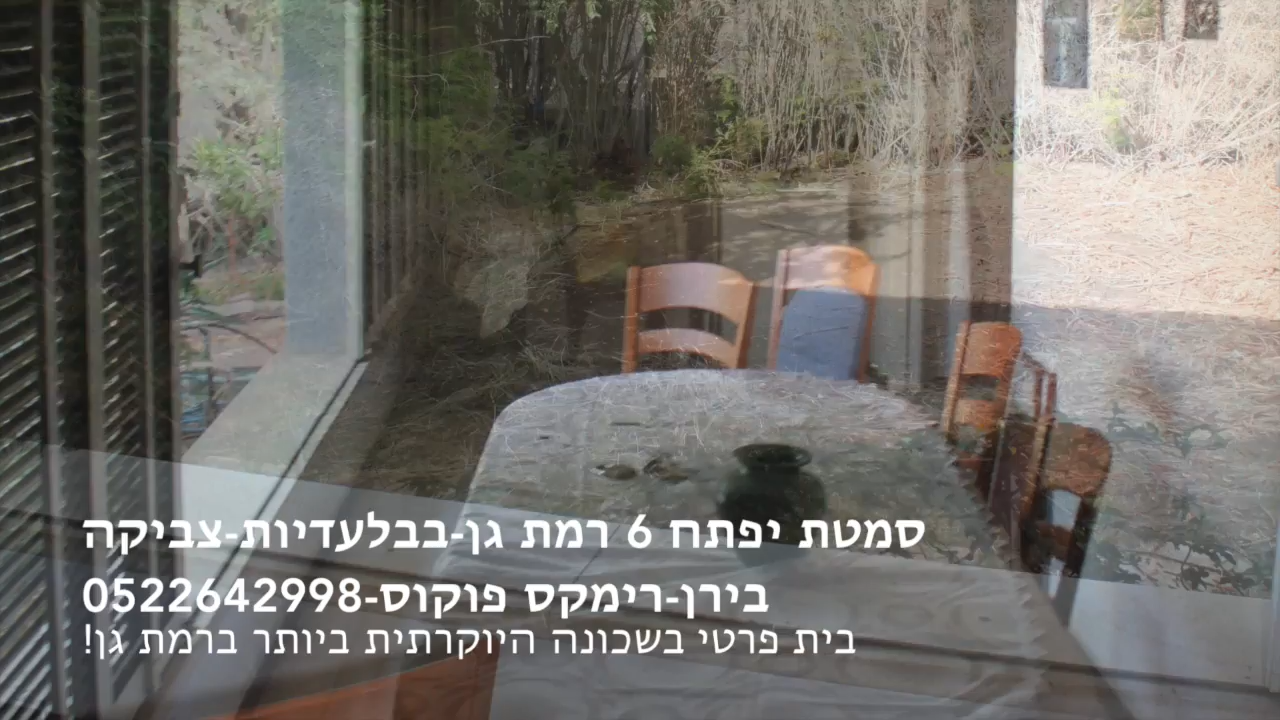 סמטת יפתח 6 רמת גן-בבלעדיות-צביקה
בירן-רימקס פוקוס-0522642998
בית פרטי בשכונה היוקרתית ביותר ברמת גן!